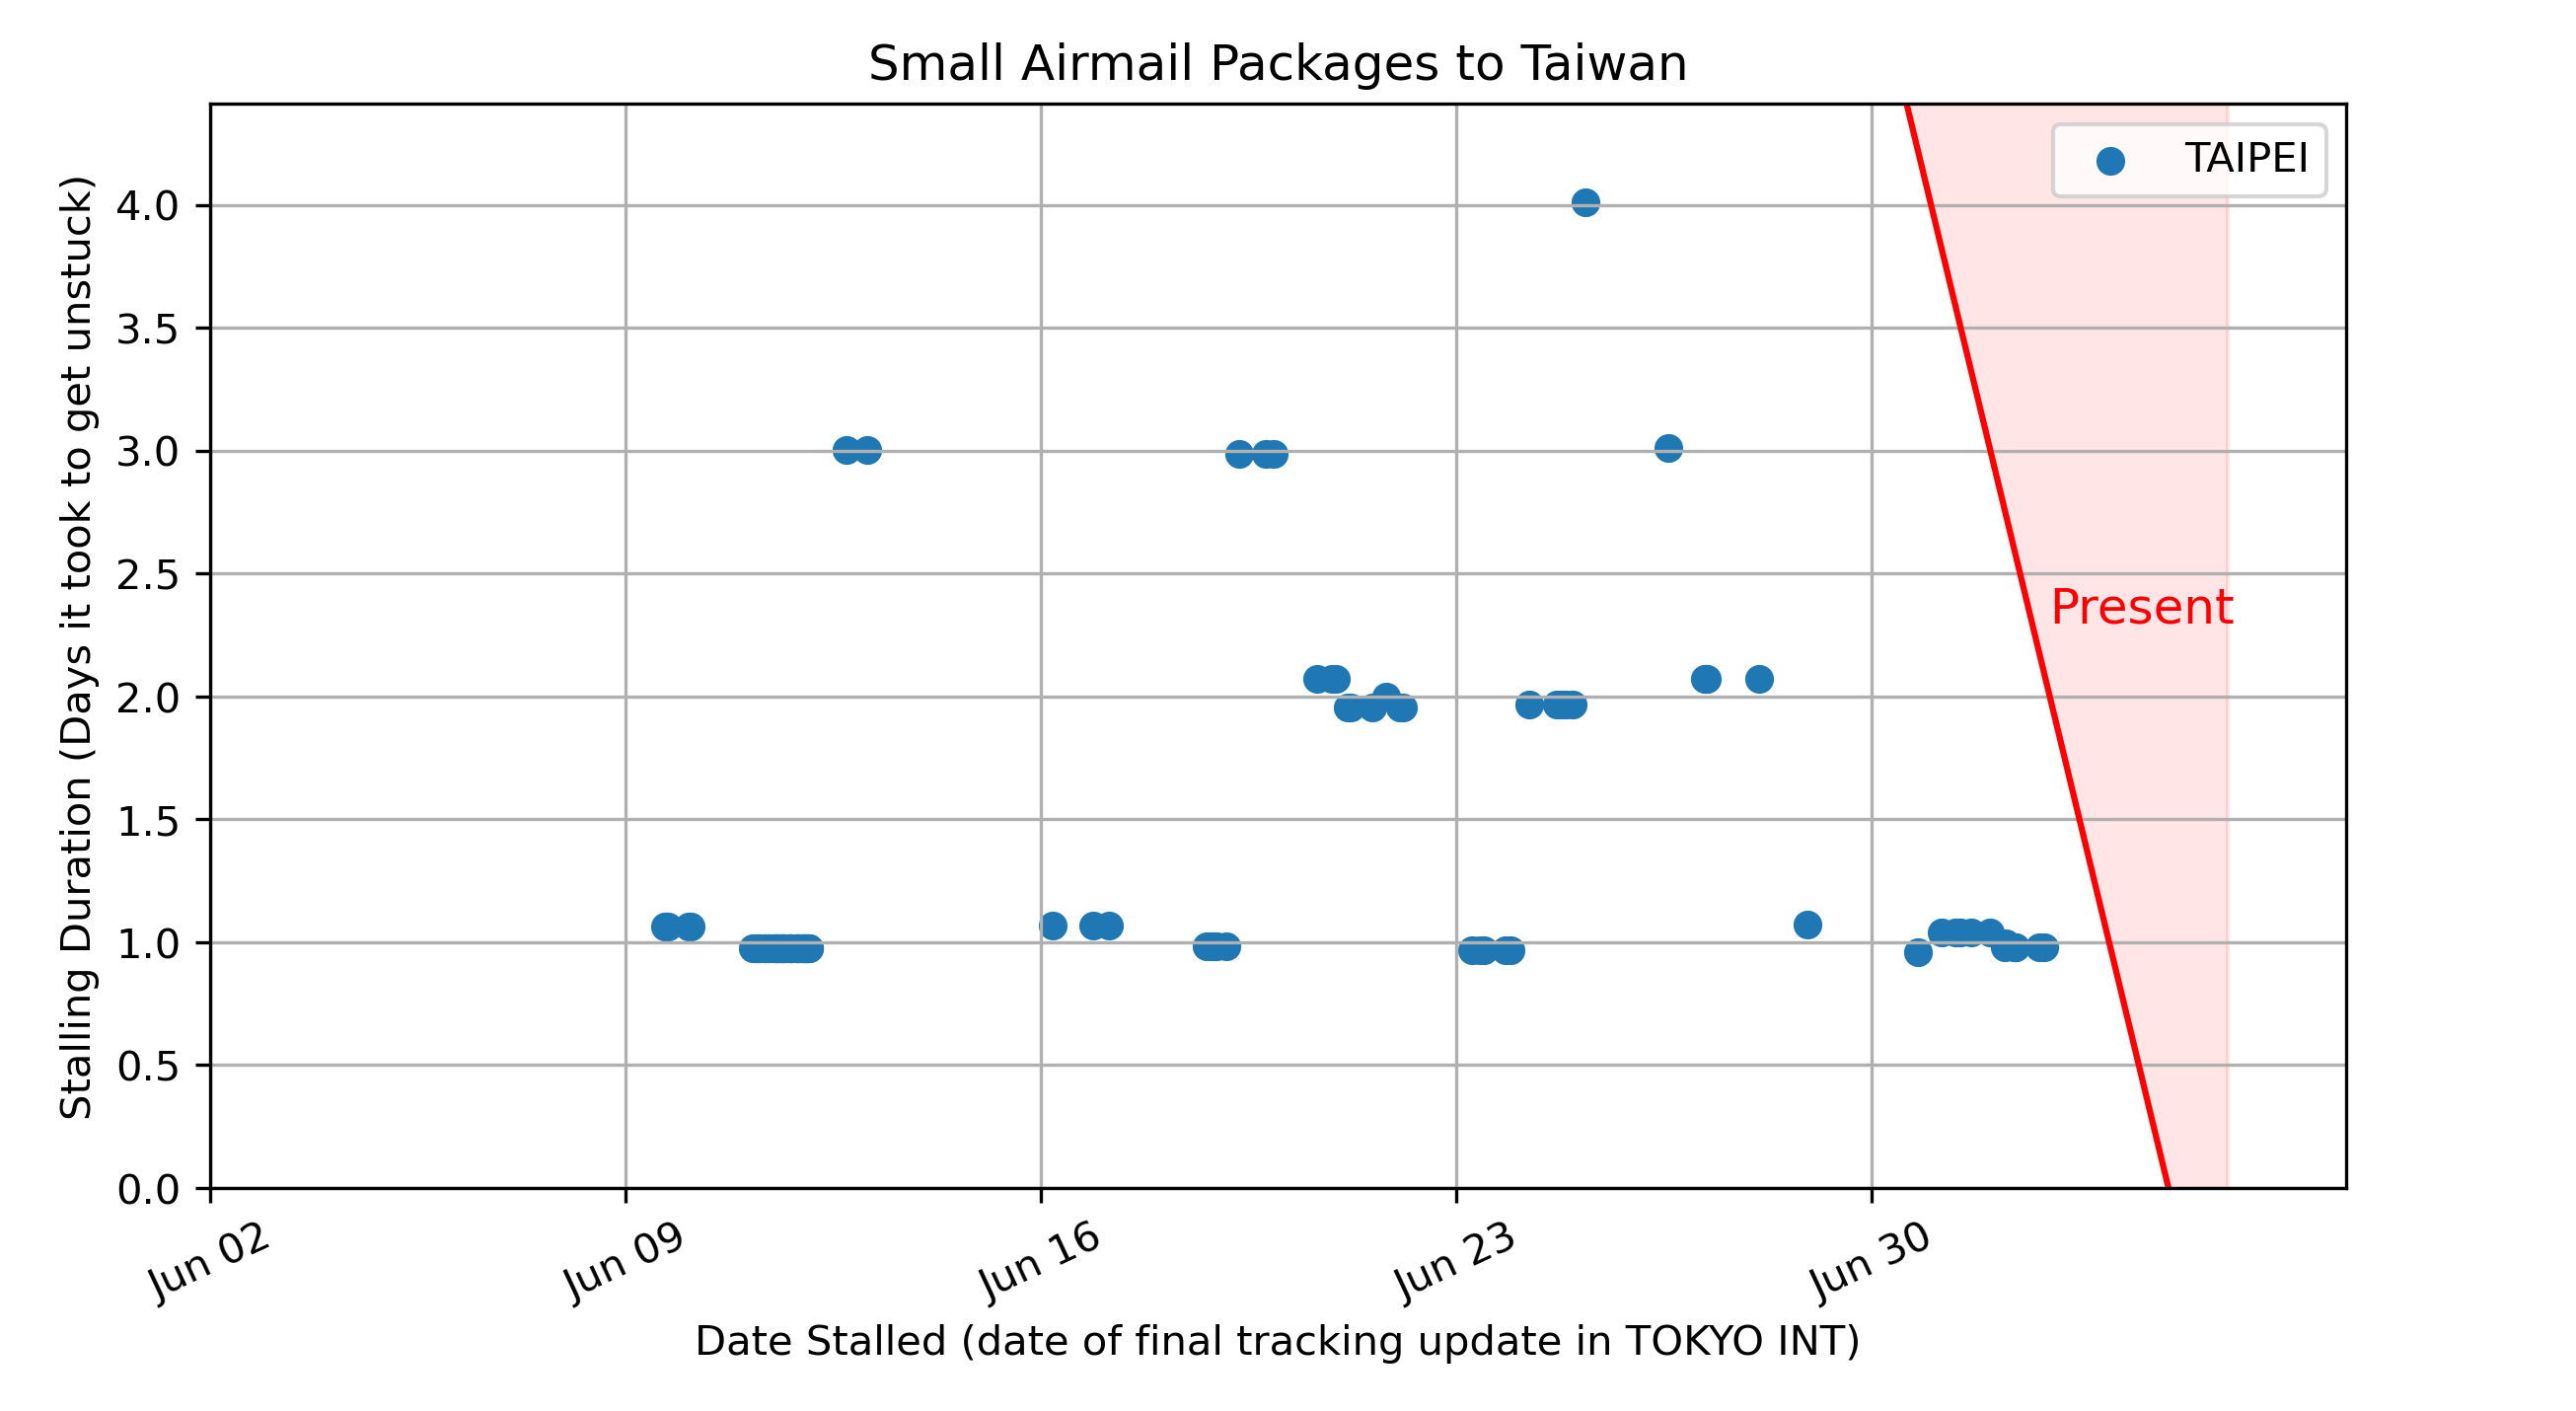 Small Airmail Packages to Taiwan
TAIPEI
Present
Stalling Duration (Days it took to get unstuck)
4.0
3.5
3.0
2.5
2.0
1.5
1.0
0.5
0.0
Jun 02
Jun 09
Jun 16
Jun 23
Jun 30
Date Stalled (date of final tracking update in TOKYO INT)